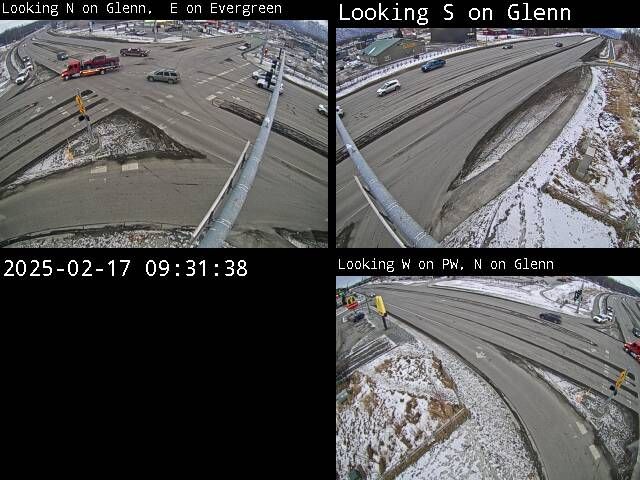 Looking N on Glenn,  E on Evergreen
Looking S on Glenn
2025-02-17 09:31:38
Looking W on PW, N on Glenn